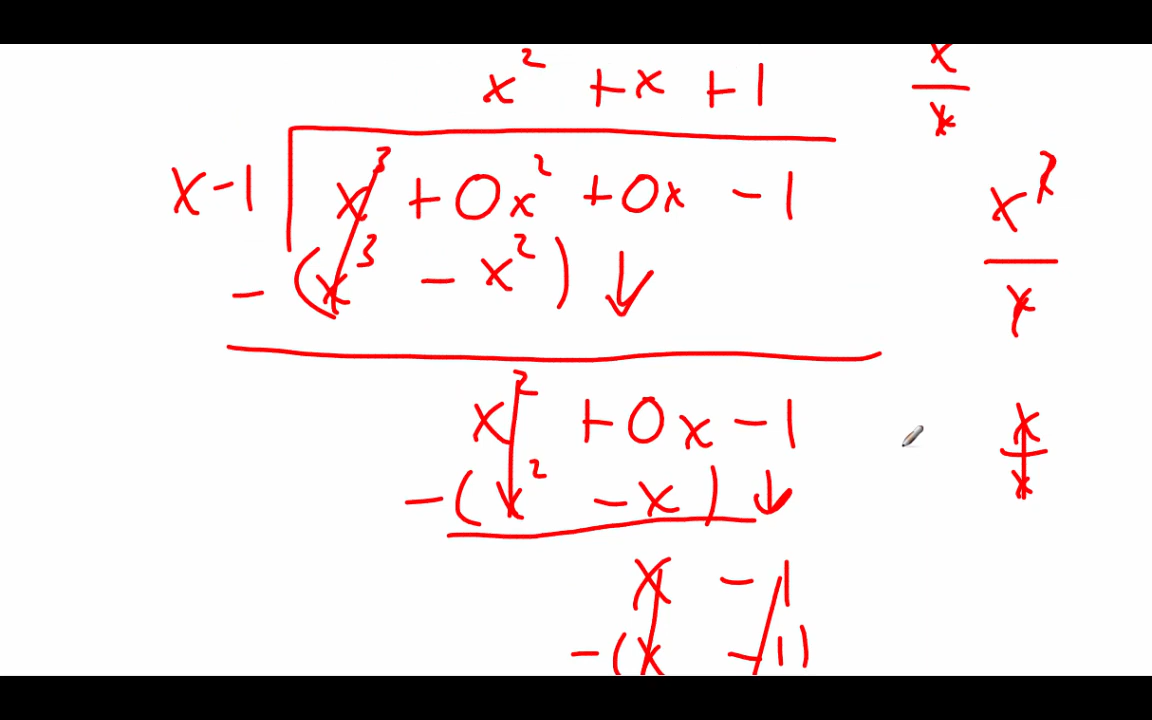 x² + x + 1
x/x
x - 1 x³ + 0x² + 0x - 1
x²/x
- (x³ - x²) ↓
x² + 0x - 1
x/x
- (x² - x) ↓
x - 1
- (x - 1)